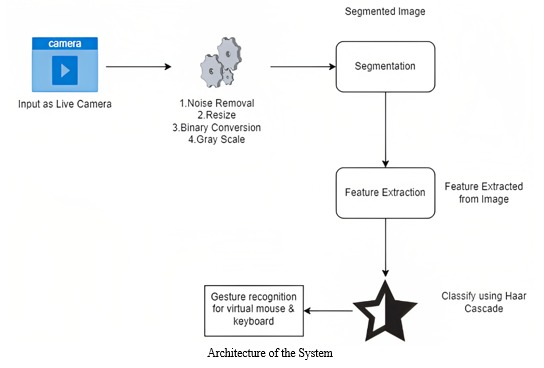 Segmented Image
camera
Segmentation
Input as Live Camera
1.Noise Removal
2.Resize
3.Binary Conversion
4.Gray Scale
Feature Extraction
Feature Extracted
from Image
Classify using Haar
Cascade
Gesture recognition
for virtual mouse &
keyboard
Architecture of the System